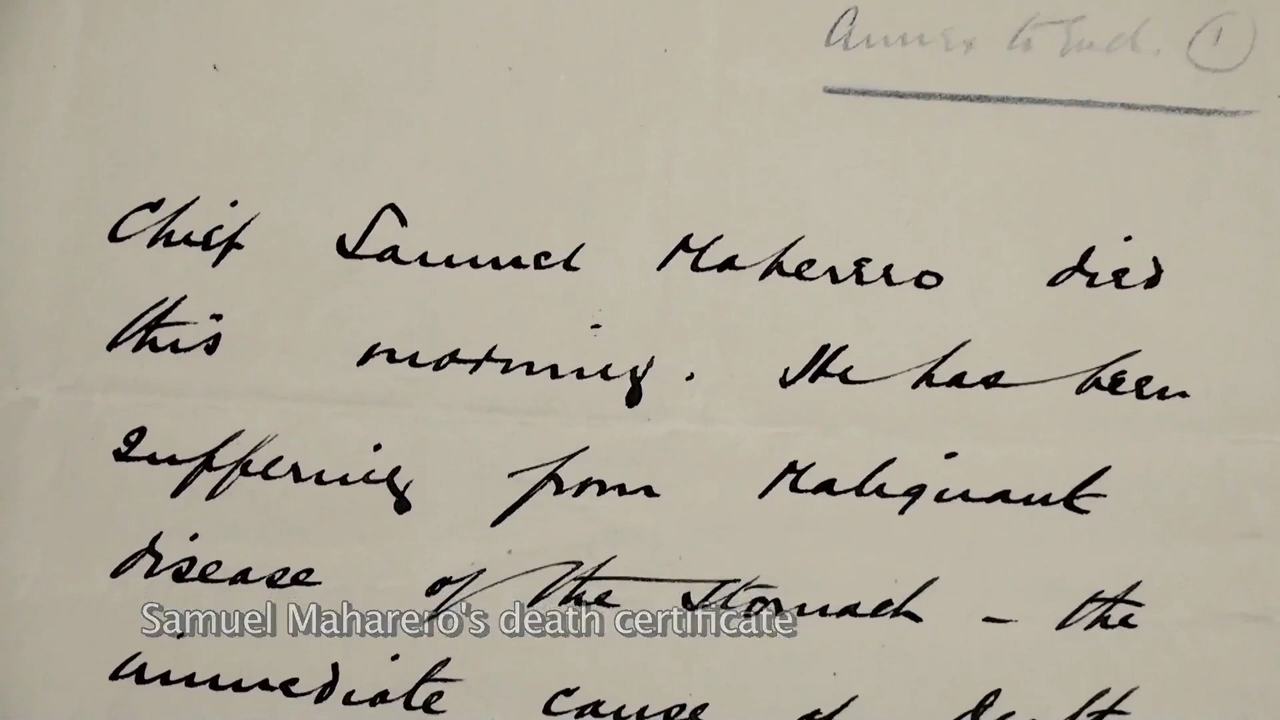 Annex to Encl. 1
Chief Samuel Maherero died
this morning. He has been
suffering from Malignant
disease of the stomach - the
Samuel Maharero's death certificate
immediate cause of death